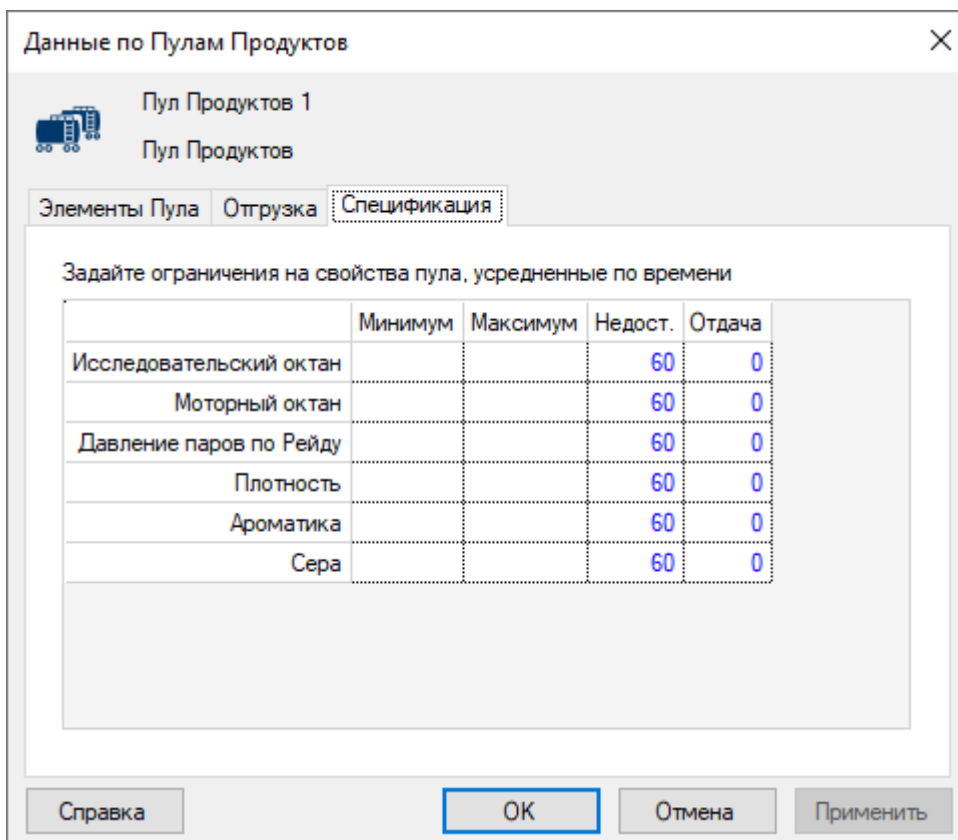 Данные по Пулам Продуктов
Пул Продуктов 1
Пул Продуктов
Элементы Пула Отгрузка Спецификация
Задайте ограничения на свойства пула, усредненные по времени
Минимум Максимум Недост. Отдача
Исследовательский октан 60 0
Моторный октан 60 0
Давление паров по Рейду 60 0
Плотность 60 0
Ароматика 60 0
Сера 60 0
Справка OK Отмена Применить